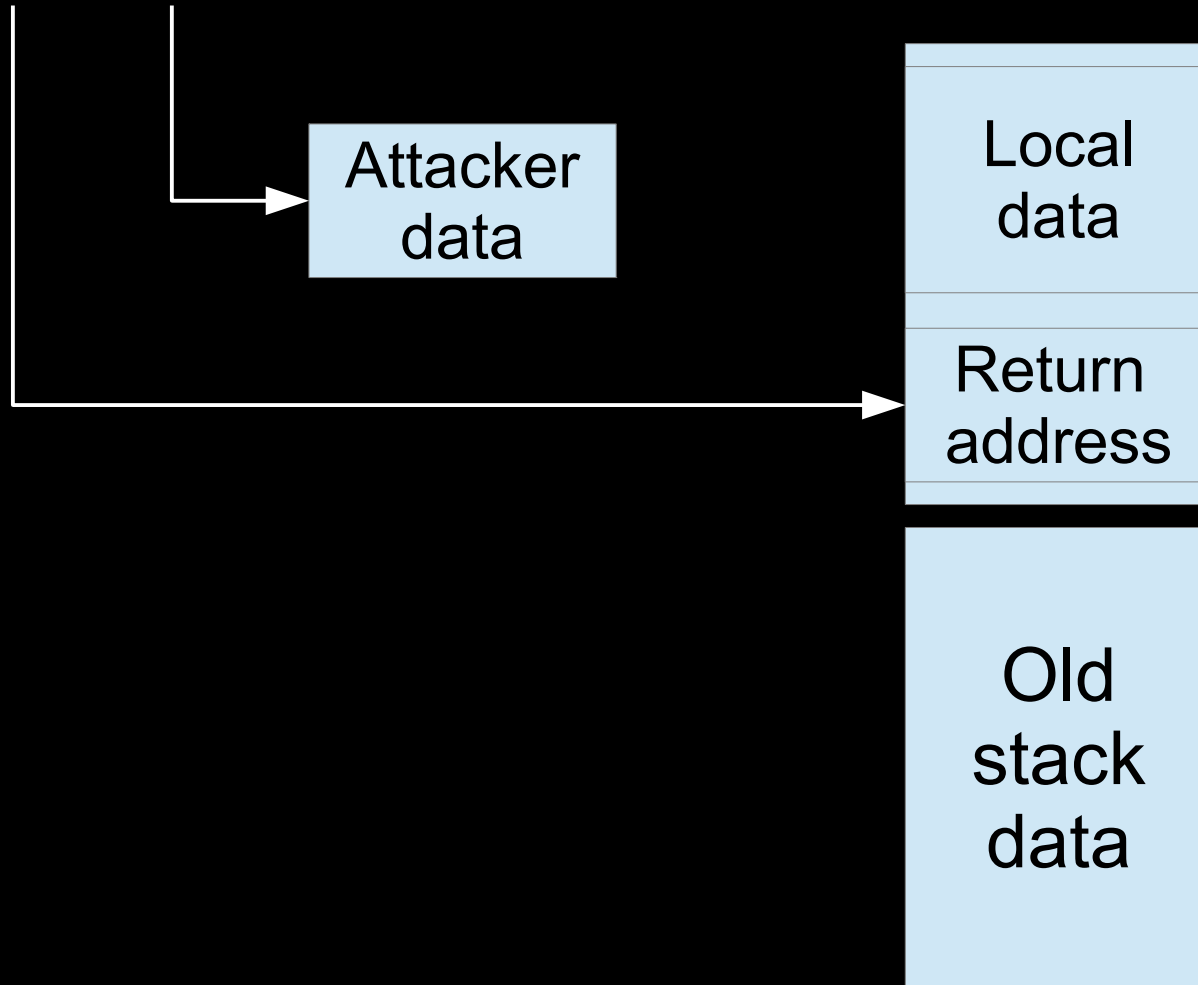 Attacker
data
Local
data
Return
address
Old
stack
data